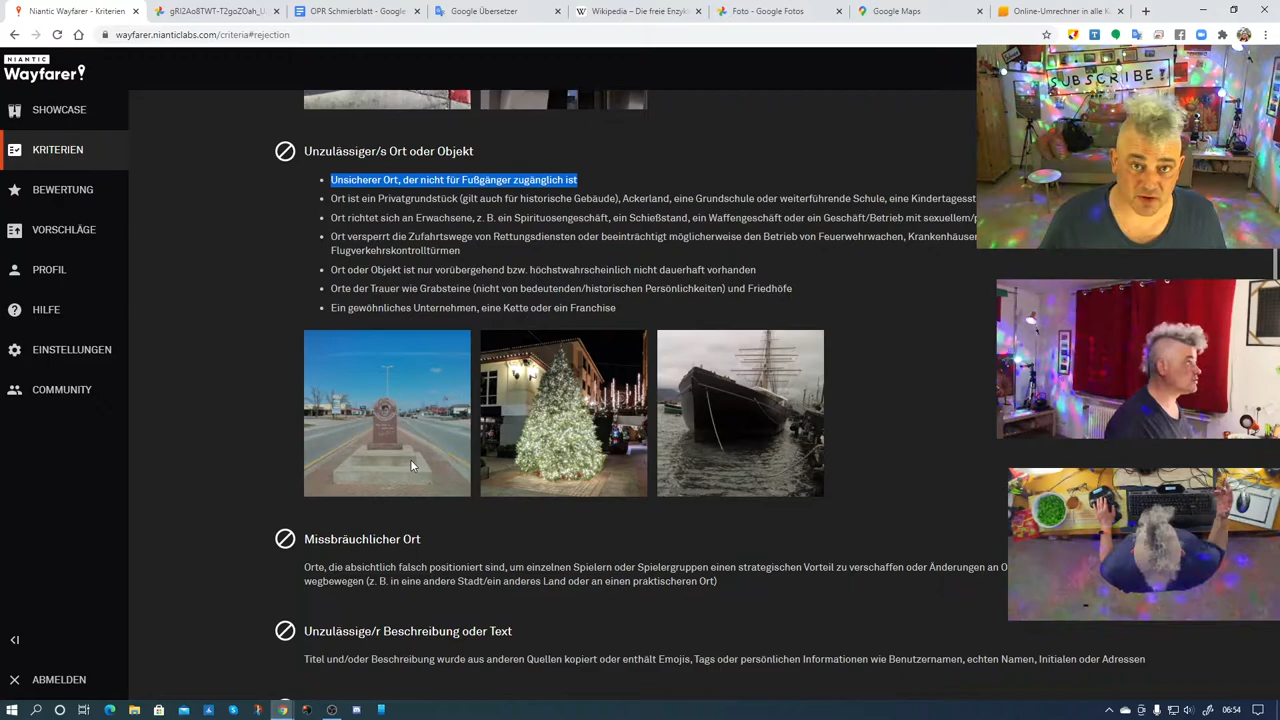 Niantic Wayfarer - Kriterien
gRI2Ao8TWT-T2goZOah_U
OPR Schmierblatt - Google
Google Übersetzer
Wikipedia – Die freie Enzykl
Foto - Google Fotos
Google Maps
Online-Umrechner in alle K
wayfarer.nianticlabs.com/criteria#rejection
NIANTIC
Wayfarer
SUBSCRIBE!
SHOWCASE
KRITERIEN
BEWERTUNG
VORSCHLÄGE
PROFIL
HILFE
EINSTELLUNGEN
COMMUNITY
ABMELDEN
Unzulässiger/s Ort oder Objekt
Unsicherer Ort, der nicht für Fußgänger zugänglich ist
Ort ist ein Privatgrundstück (gilt auch für historische Gebäude), Ackerland, eine Grundschule oder weiterführende Schule, eine Kindertagesst
Ort richtet sich an Erwachsene, z. B. ein Spirituosengeschäft, ein Schießstand, ein Waffengeschäft oder ein Geschäft/Betrieb mit sexuellem/p
Ort versperrt die Zufahrtswege von Rettungsdiensten oder beeinträchtigt möglicherweise den Betrieb von Feuerwehrwachen, Krankenhäuse
Flugverkehrskontrolltürmen
Ort oder Objekt ist nur vorübergehend bzw. höchstwahrscheinlich nicht dauerhaft vorhanden
Orte der Trauer wie Grabsteine (nicht von bedeutenden/historischen Persönlichkeiten) und Friedhöfe
Ein gewöhnliches Unternehmen, eine Kette oder ein Franchise
Missbräuchlicher Ort
Orte, die absichtlich falsch positioniert sind, um einzelnen Spielern oder Spielergruppen einen strategischen Vorteil zu verschaffen oder Änderungen an O
wegbewegen (z. B. in eine andere Stadt/ein anderes Land oder an einen praktischeren Ort)
Unzulässige/r Beschreibung oder Text
Titel und/oder Beschreibung wurde aus anderen Quellen kopiert oder enthält Emojis, Tags oder persönlichen Informationen wie Benutzernamen, echten Namen, Initialen oder Adressen
06:54